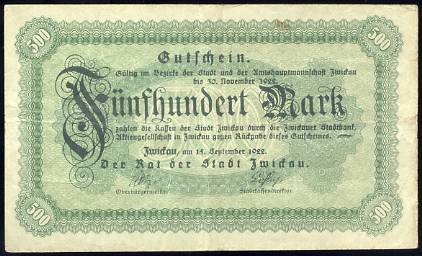 500 500
Gutschein.
Gültig im Bezirke der Stadt und der Amtshauptmannschaft Zwickau
bis 30. November 1922.
Fünfhundert Mark
zahlen die Kassen der Stadt Zwickau durch die Zwickauer Stadtbank,
Aktiengesellschaft in Zwickau gegen Rückgabe dieses Gutscheines.
Zwickau, am 15. September 1922.
Der Rat der Stadt Zwickau.
Oberbürgermeister Stadtkassendirektor
500 500